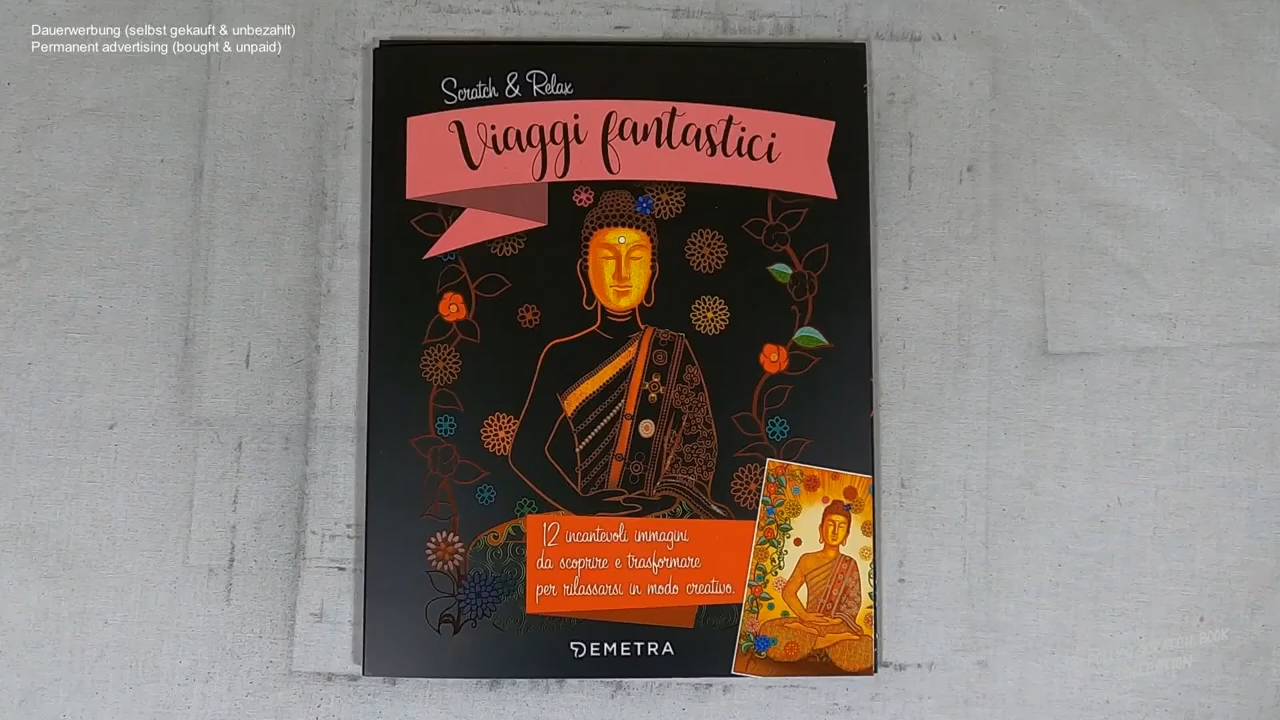 Dauerwerbung (selbst gekauft & unbezahlt)
Permanent advertising (bought & unpaid)
Scratch & Relax
Viaggi fantastici
12 incantevoli immagini
da scoprire e trasformare
per rilassarsi in modo creativo.
DEMETRA